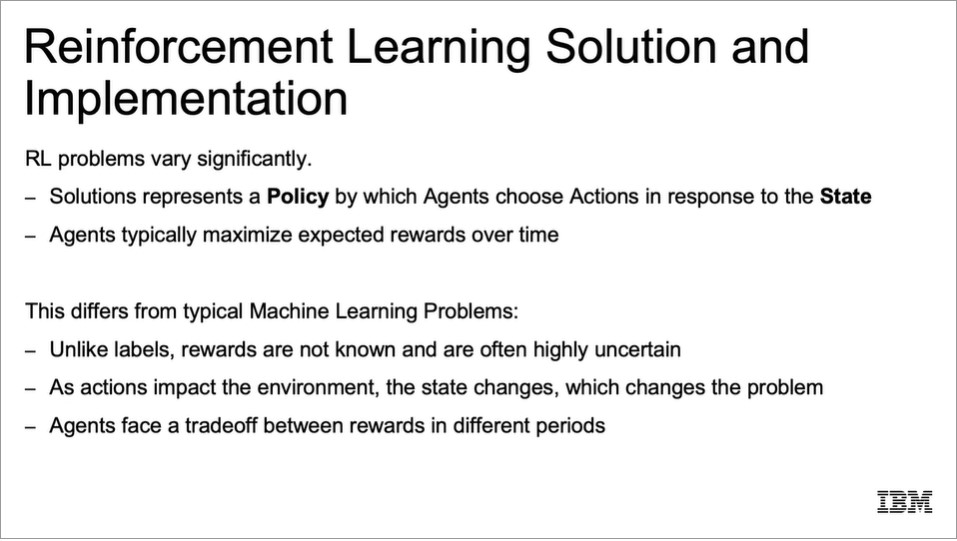 Reinforcement Learning Solution and
Implementation
RL problems vary significantly.
– Solutions represents a Policy by which Agents choose Actions in response to the State
– Agents typically maximize expected rewards over time
This differs from typical Machine Learning Problems:
– Unlike labels, rewards are not known and are often highly uncertain
– As actions impact the environment, the state changes, which changes the problem
– Agents face a tradeoff between rewards in different periods
IBM